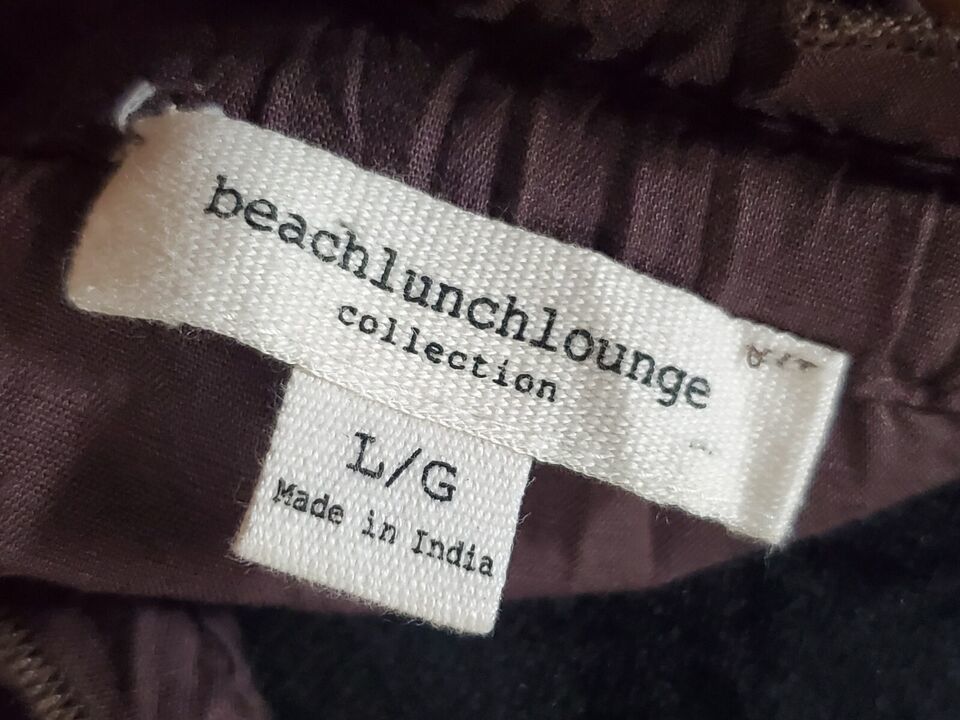 beachlunchlounge
collection
L/G
Made in India